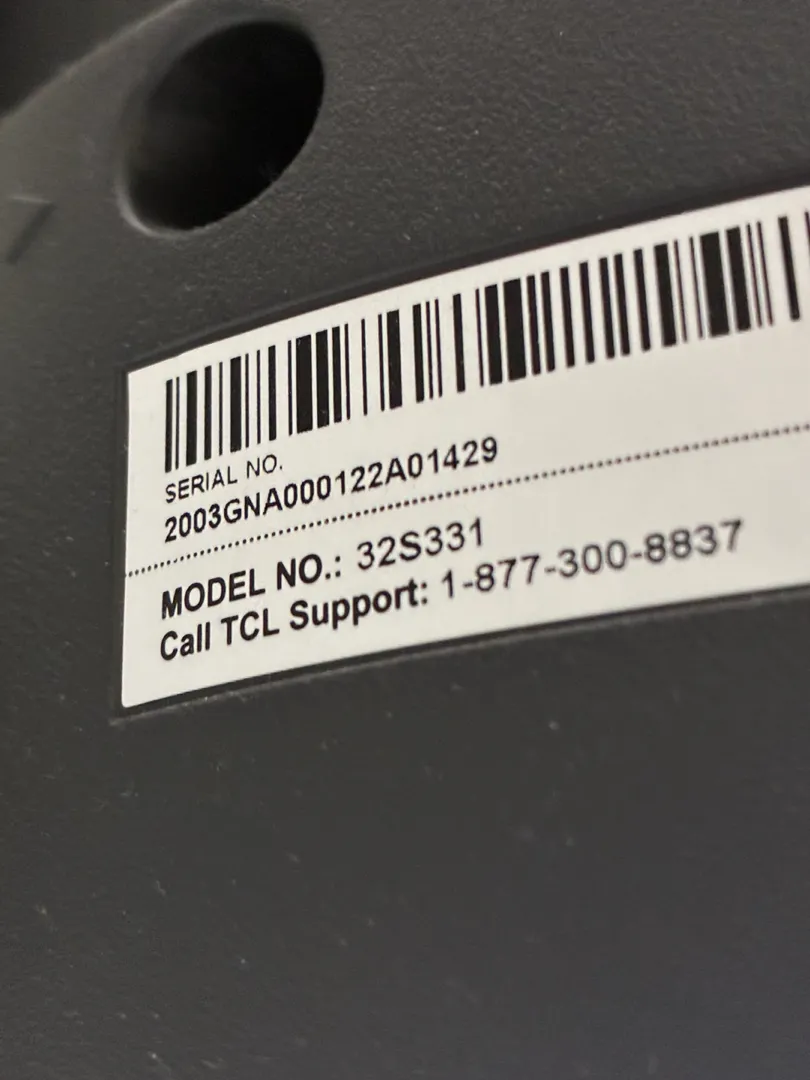 SERIAL NO.
2003GNA000122A01429
MODEL NO.: 32S331
Call TCL Support: 1-877-300-8837